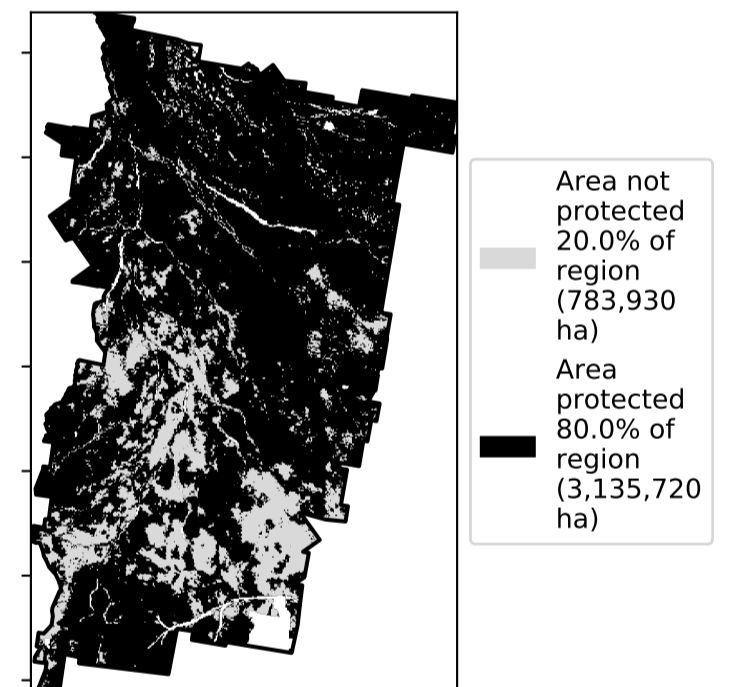 Area not
protected
20.0% of
region
(783,930
ha)
Area
protected
80.0% of
region
(3,135,720
ha)